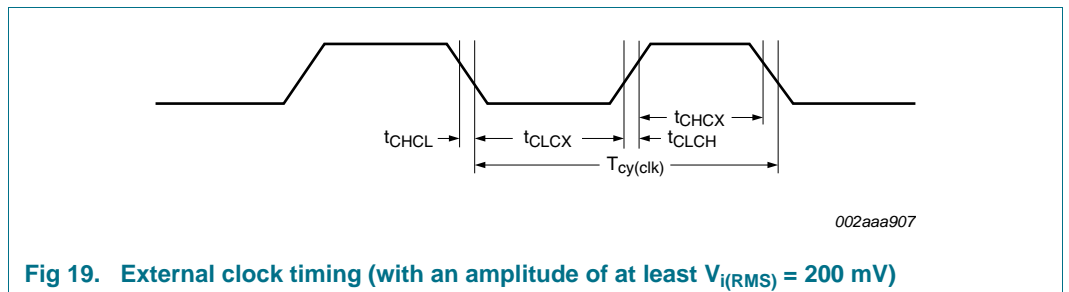 tCHCL
tCLCX
tCHCX
tCLCH
Tcy(clk)
002aaa907
Fig 19. External clock timing (with an amplitude of at least Vi(RMS) = 200 mV)